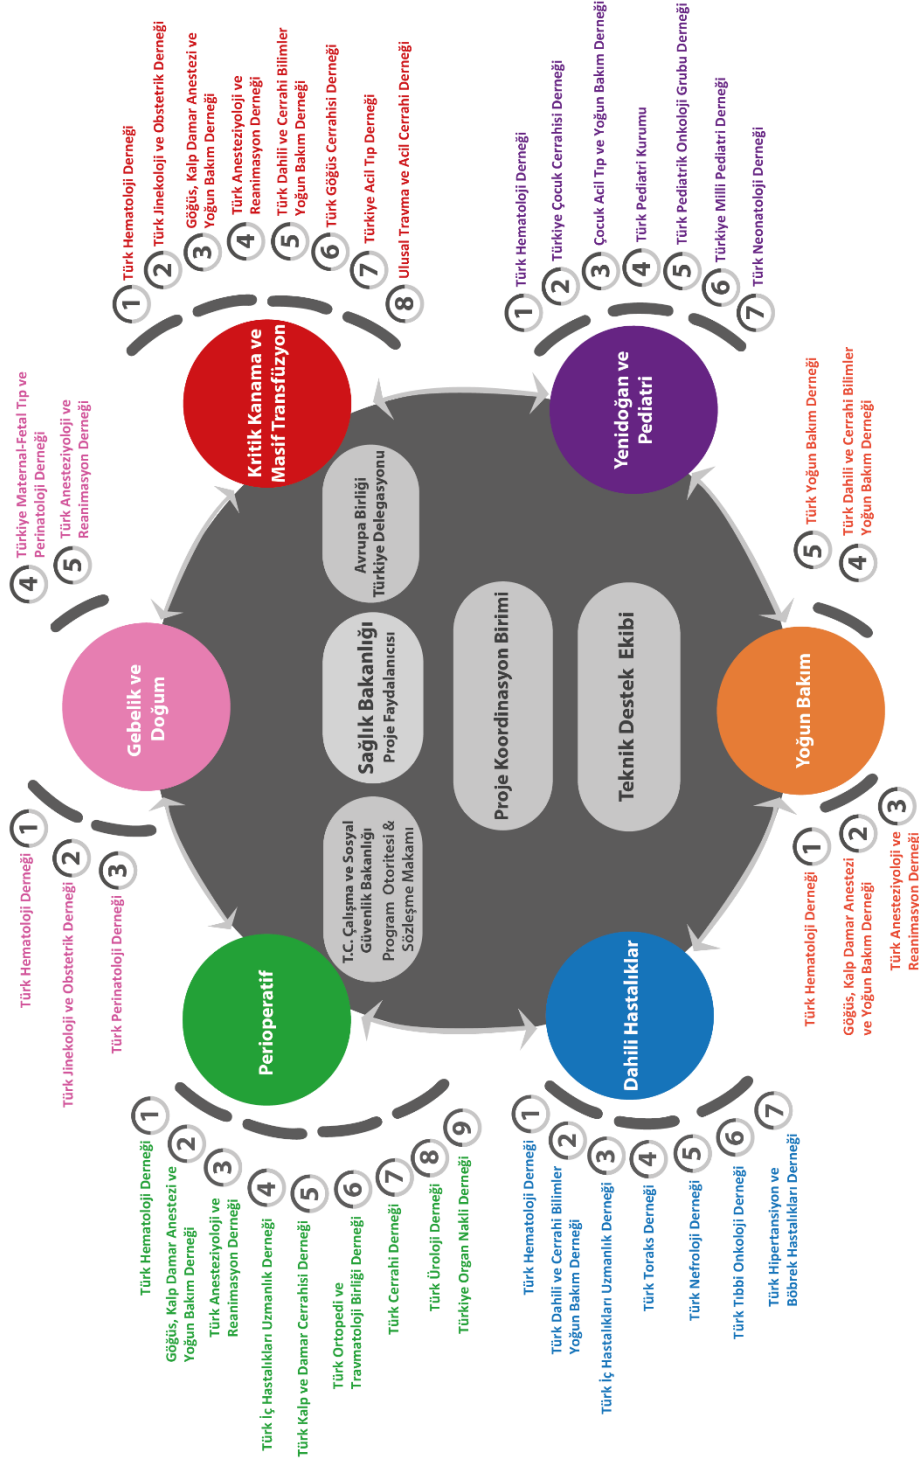 Gebelik ve
Doğum
1
Türk Hematoloji Derneği
2
Türk Jinekoloji ve Obstetrik Derneği
3
Türk Perinatoloji Derneği
4
Türkiye Maternal-Fetal Tıp ve
Perinatoloji Derneği
5
Türk Anesteziyoloji ve
Reanimasyon Derneği
Kritik Kanama ve
Masif Transfüzyon
1
Türk Hematoloji Derneği
2
Türk Jinekoloji ve Obstetrik Derneği
3
Göğüs, Kalp Damar Anestezi ve
Yoğun Bakım Derneği
4
Türk Anesteziyoloji ve
Reanimasyon Derneği
5
Türk Dahili ve Cerrahi Bilimler
Yoğun Bakım Derneği
6
Türk Göğüs Cerrahisi Derneği
7
Türkiye Acil Tıp Derneği
8
Ulusal Travma ve Acil Cerrahi Derneği
Yenidoğan ve
Pediatri
1
Türk Hematoloji Derneği
2
Türkiye Çocuk Cerrahisi Derneği
3
Çocuk Acil Tıp ve Yoğun Bakım Derneği
4
Türk Pediatri Kurumu
5
Türk Pediatrik Onkoloji Grubu Derneği
6
Türkiye Milli Pediatri Derneği
7
Türk Neonatoloji Derneği
Yoğun Bakım
1
Türk Hematoloji Derneği
2
Göğüs, Kalp Damar Anestezi
ve Yoğun Bakım Derneği
3
Türk Anesteziyoloji ve
Reanimasyon Derneği
4
Türk Dahili ve Cerrahi Bilimler
Yoğun Bakım Derneği
5
Türk Yoğun Bakım Derneği
Dahili Hastalıklar
1
Türk Hematoloji Derneği
2
Türk Dahili ve Cerrahi Bilimler
Yoğun Bakım Derneği
3
Türk İç Hastalıkları Uzmanlık Derneği
4
Türk Toraks Derneği
5
Türk Nefroloji Derneği
6
Türk Tıbbi Onkoloji Derneği
7
Türk Hipertansiyon ve
Böbrek Hastalıkları Derneği
Perioperatif
1
Türk Hematoloji Derneği
2
Göğüs, Kalp Damar Anestezi ve
Yoğun Bakım Derneği
3
Türk Anesteziyoloji ve
Reanimasyon Derneği
4
Türk İç Hastalıkları Uzmanlık Derneği
5
Türk Kalp ve Damar Cerrahisi Derneği
6
Türk Ortopedi ve
Travmatoloji Birliği Derneği
7
Türk Cerrahi Derneği
8
Türk Üroloji Derneği
9
Türkiye Organ Nakli Derneği
T.C. Çalışma ve Sosyal
Güvenlik Bakanlığı
Program Otoritesi &
Sözleşme Makamı
Sağlık Bakanlığı
Proje Faydalanıcısı
Avrupa Birliği
Türkiye Delegasyonu
Proje Koordinasyon Birimi
Teknik Destek Ekibi